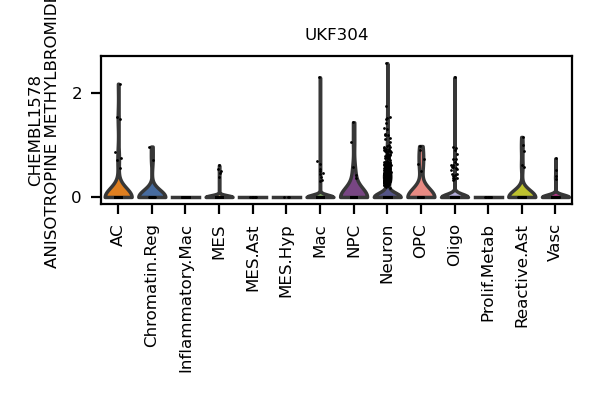 UKF304
CHEMBL1578
ANISOTROPINE METHYLBROMIDE
2
0
AC
Chromatin.Reg
Inflammatory.Mac
MES
MES.Ast
MES.Hyp
Mac
NPC
Neuron
OPC
Oligo
Prolif.Metab
Reactive.Ast
Vasc